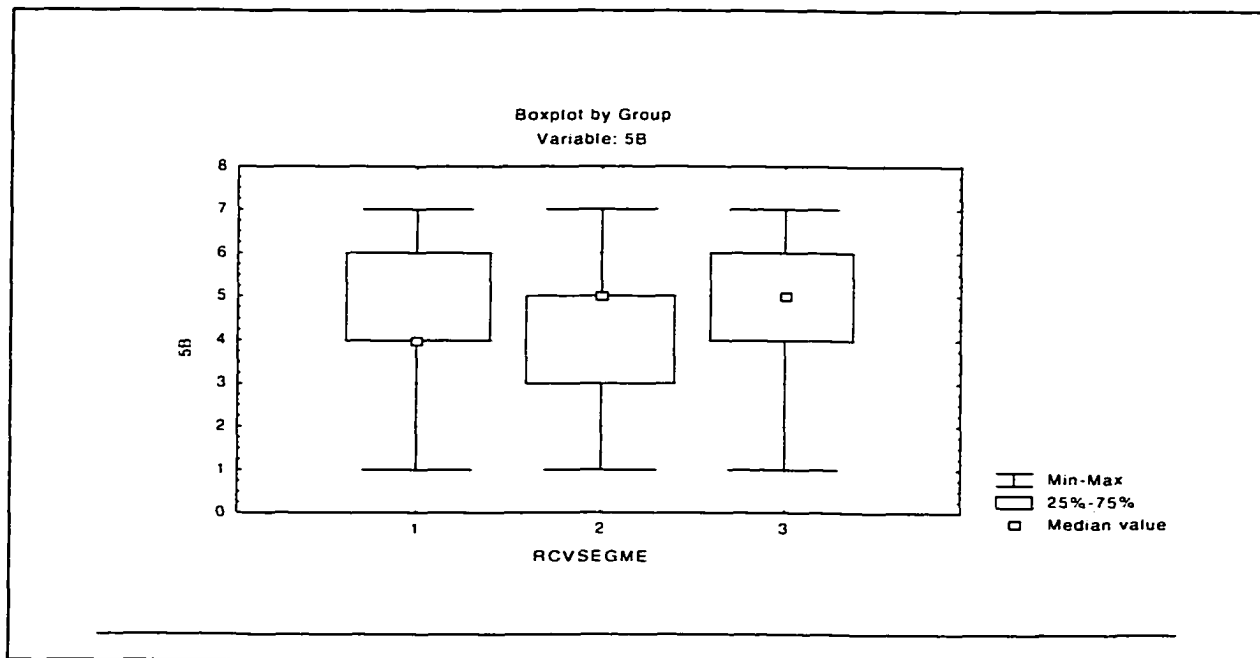 Boxplot by Group
Variable: 5B
8
7
6
5
4
3
2
1
0
5B
1 2 3
RCVSEGME
Min-Max
25%-75%
Median value